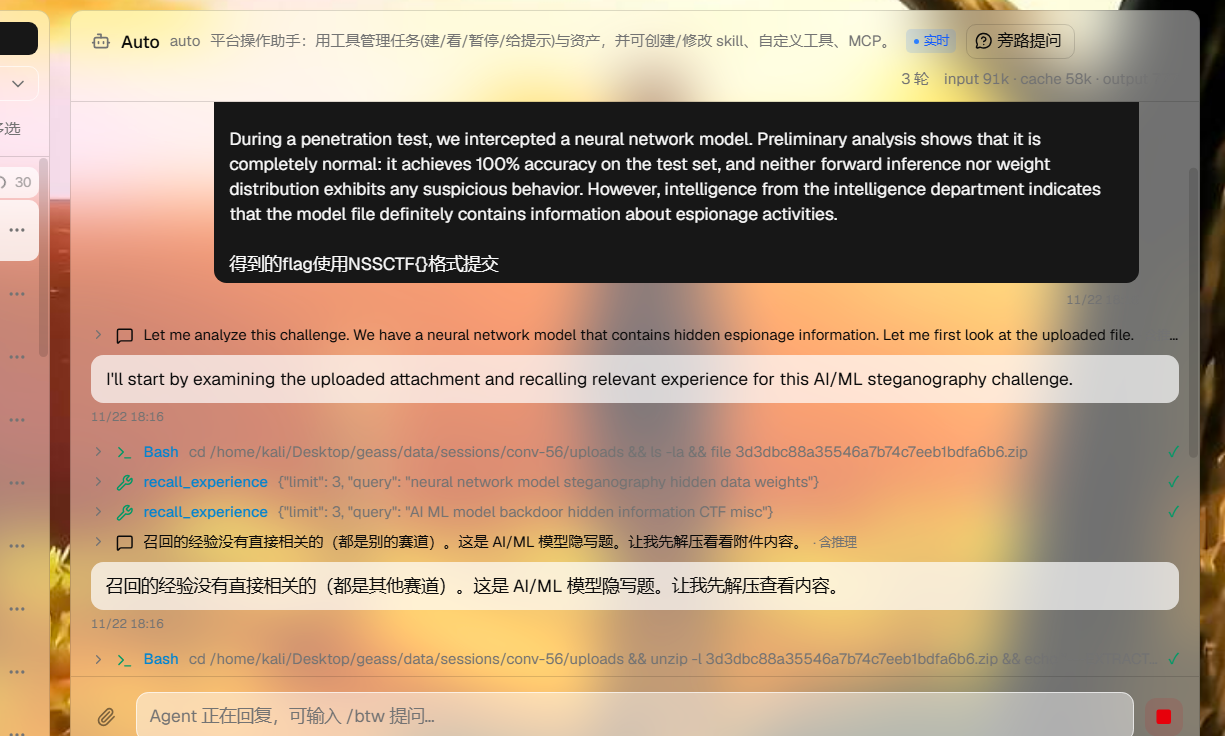 Auto auto 平台操作助手：用工具管理任务(建/看/暂停/给提示)与资产，并可创建/修改 skill、自定义工具、MCP。 • 实时 旁路提问
3 轮 input 91k · cache 58k · output
多选
30
During a penetration test, we intercepted a neural network model. Preliminary analysis shows that it is
completely normal: it achieves 100% accuracy on the test set, and neither forward inference nor weight
distribution exhibits any suspicious behavior. However, intelligence from the intelligence department indicates
that the model file definitely contains information about espionage activities.
得到的flag使用NSSCTF{}格式提交
11/22
Let me analyze this challenge. We have a neural network model that contains hidden espionage information. Let me first look at the uploaded file. ...
I'll start by examining the uploaded attachment and recalling relevant experience for this AI/ML steganography challenge.
11/22 18:16
Bash cd /home/kali/Desktop/geass/data/sessions/conv-56/uploads && ls -la && file 3d3dbc88a35546a7b74c7eeb1bdfa6b6.zip
recall_experience {"limit": 3, "query": "neural network model steganography hidden data weights"}
recall_experience {"limit": 3, "query": "AI ML model backdoor hidden information CTF misc"}
召回的经验没有直接相关的（都是别的赛道）。这是 AI/ML 模型隐写题。让我先解压看看附件内容。 · 含推理
召回的经验没有直接相关的（都是其他赛道）。这是 AI/ML 模型隐写题。让我先解压查看内容。
11/22 18:16
Bash cd /home/kali/Desktop/geass/data/sessions/conv-56/uploads && unzip -l 3d3dbc88a35546a7b74c7eeb1bdfa6b6.zip &&
Agent 正在回复，可输入 /btw 提问...